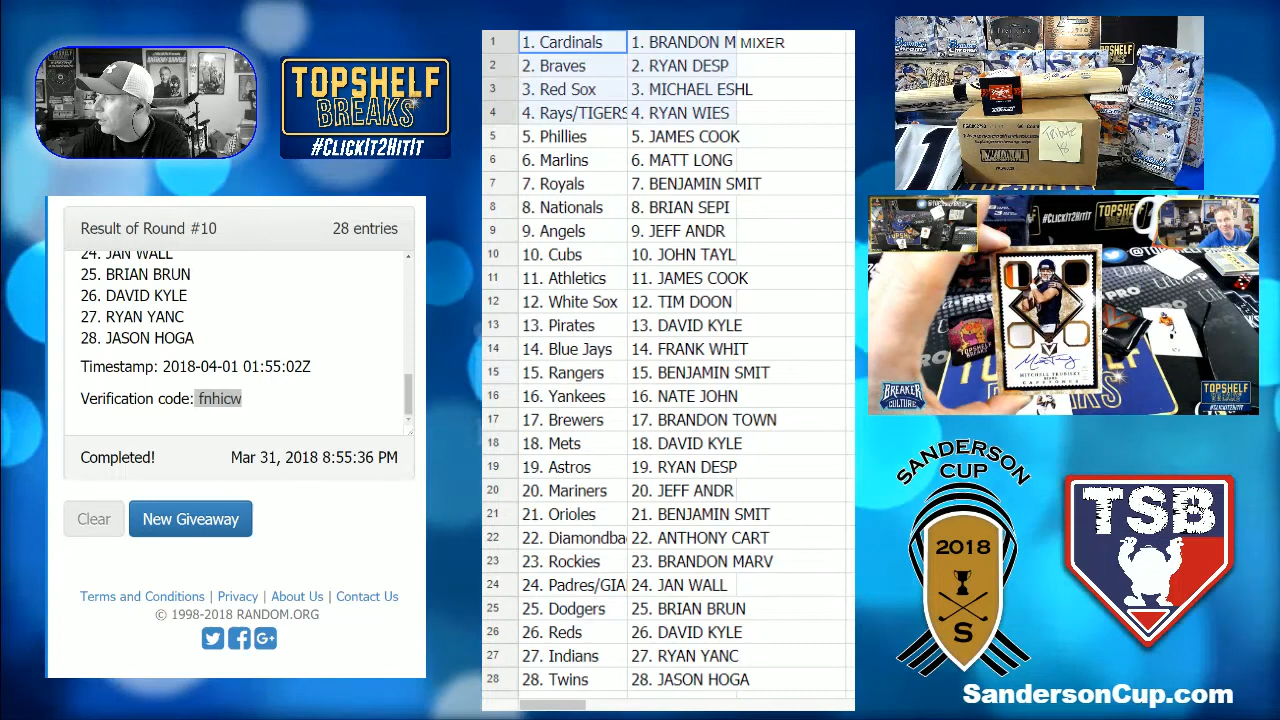 TOPSHELF
BREAKS
#CLICKIT2HITIT
Result of Round #10
28 entries
24. JAN WALL
25. BRIAN BRUN
26. DAVID KYLE
27. RYAN YANC
28. JASON HOGA
Timestamp: 2018-04-01 01:55:02Z
Verification code: fnhicw
Completed!
Mar 31, 2018 8:55:36 PM
Clear
New Giveaway
Terms and Conditions | Privacy | About Us | Contact Us
© 1998-2018 RANDOM.ORG
1 1. Cardinals 1. BRANDON M MIXER
2 2. Braves 2. RYAN DESP
3 3. Red Sox 3. MICHAEL ESHL
4 4. Rays/TIGERS 4. RYAN WIES
5 5. Phillies 5. JAMES COOK
6 6. Marlins 6. MATT LONG
7 7. Royals 7. BENJAMIN SMIT
8 8. Nationals 8. BRIAN SEPI
9 9. Angels 9. JEFF ANDR
10 10. Cubs 10. JOHN TAYL
11 11. Athletics 11. JAMES COOK
12 12. White Sox 12. TIM DOON
13 13. Pirates 13. DAVID KYLE
14 14. Blue Jays 14. FRANK WHIT
15 15. Rangers 15. BENJAMIN SMIT
16 16. Yankees 16. NATE JOHN
17 17. Brewers 17. BRANDON TOWN
18 18. Mets 18. DAVID KYLE
19 19. Astros 19. RYAN DESP
20 20. Mariners 20. JEFF ANDR
21 21. Orioles 21. BENJAMIN SMIT
22 22. Diamondba 22. ANTHONY CART
23 23. Rockies 23. BRANDON MARV
24 24. Padres/GIA 24. JAN WALL
25 25. Dodgers 25. BRIAN BRUN
26 26. Reds 26. DAVID KYLE
27 27. Indians 27. RYAN YANC
28 28. Twins 28. JASON HOGA
Tribute
#CLICKIT2HITIT
TOPSHELF
TOPSHELF
BREAKS
MITCHELL TRUBISKY
BEARS
CAPSTONES
BREAKER
CULTURE
TOPSHELF
BREAKS
#CLICKIT2HITIT
SANDERSON
CUP
2018
S
TSB
SandersonCup.com